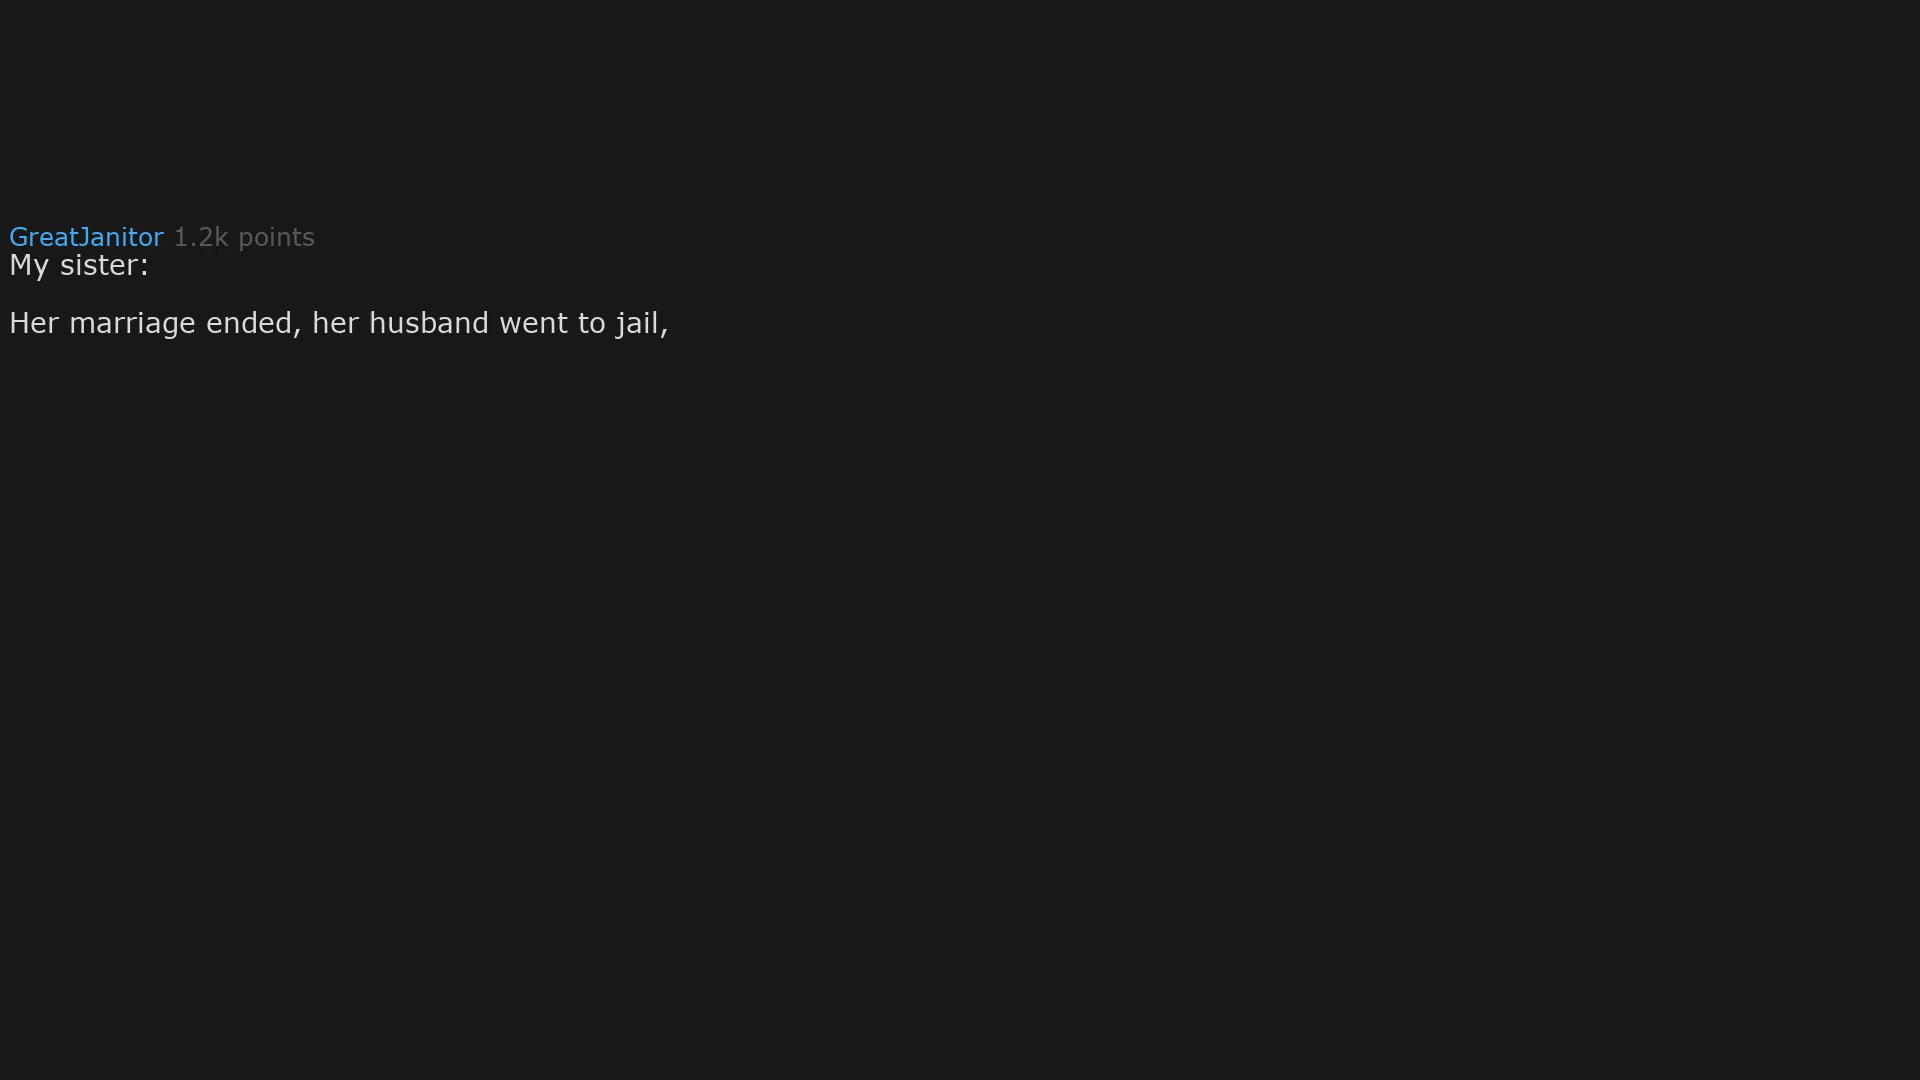 GreatJanitor 1.2k points
My sister:
Her marriage ended, her husband went to jail,